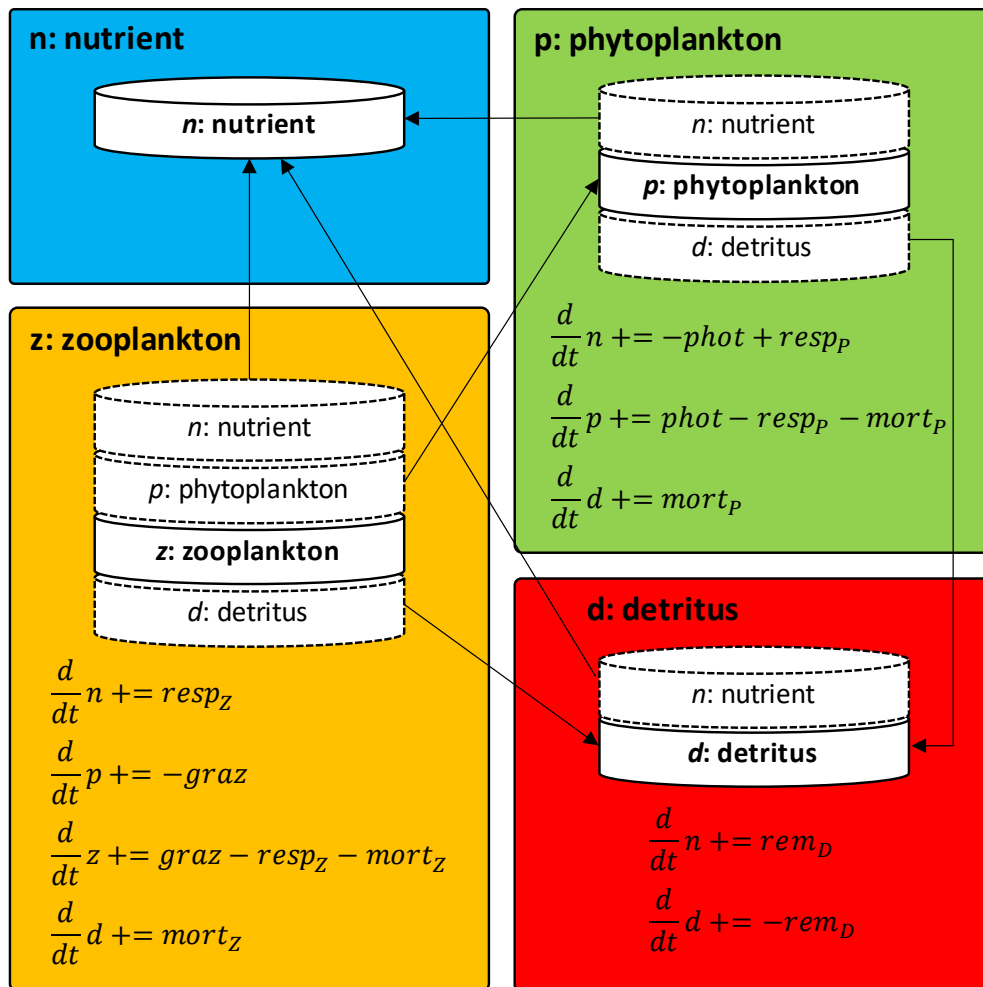 n: nutrient
n: nutrient
p: phytoplankton
n: nutrient
p: phytoplankton
d: detritus
d/dt n += −phot + resp_P
d/dt p += phot − resp_P − mort_P
d/dt d += mort_P
z: zooplankton
n: nutrient
p: phytoplankton
z: zooplankton
d: detritus
d/dt n += resp_Z
d/dt p += −graz
d/dt z += graz − resp_Z − mort_Z
d/dt d += mort_Z
d: detritus
n: nutrient
d: detritus
d/dt n += rem_D
d/dt d += −rem_D